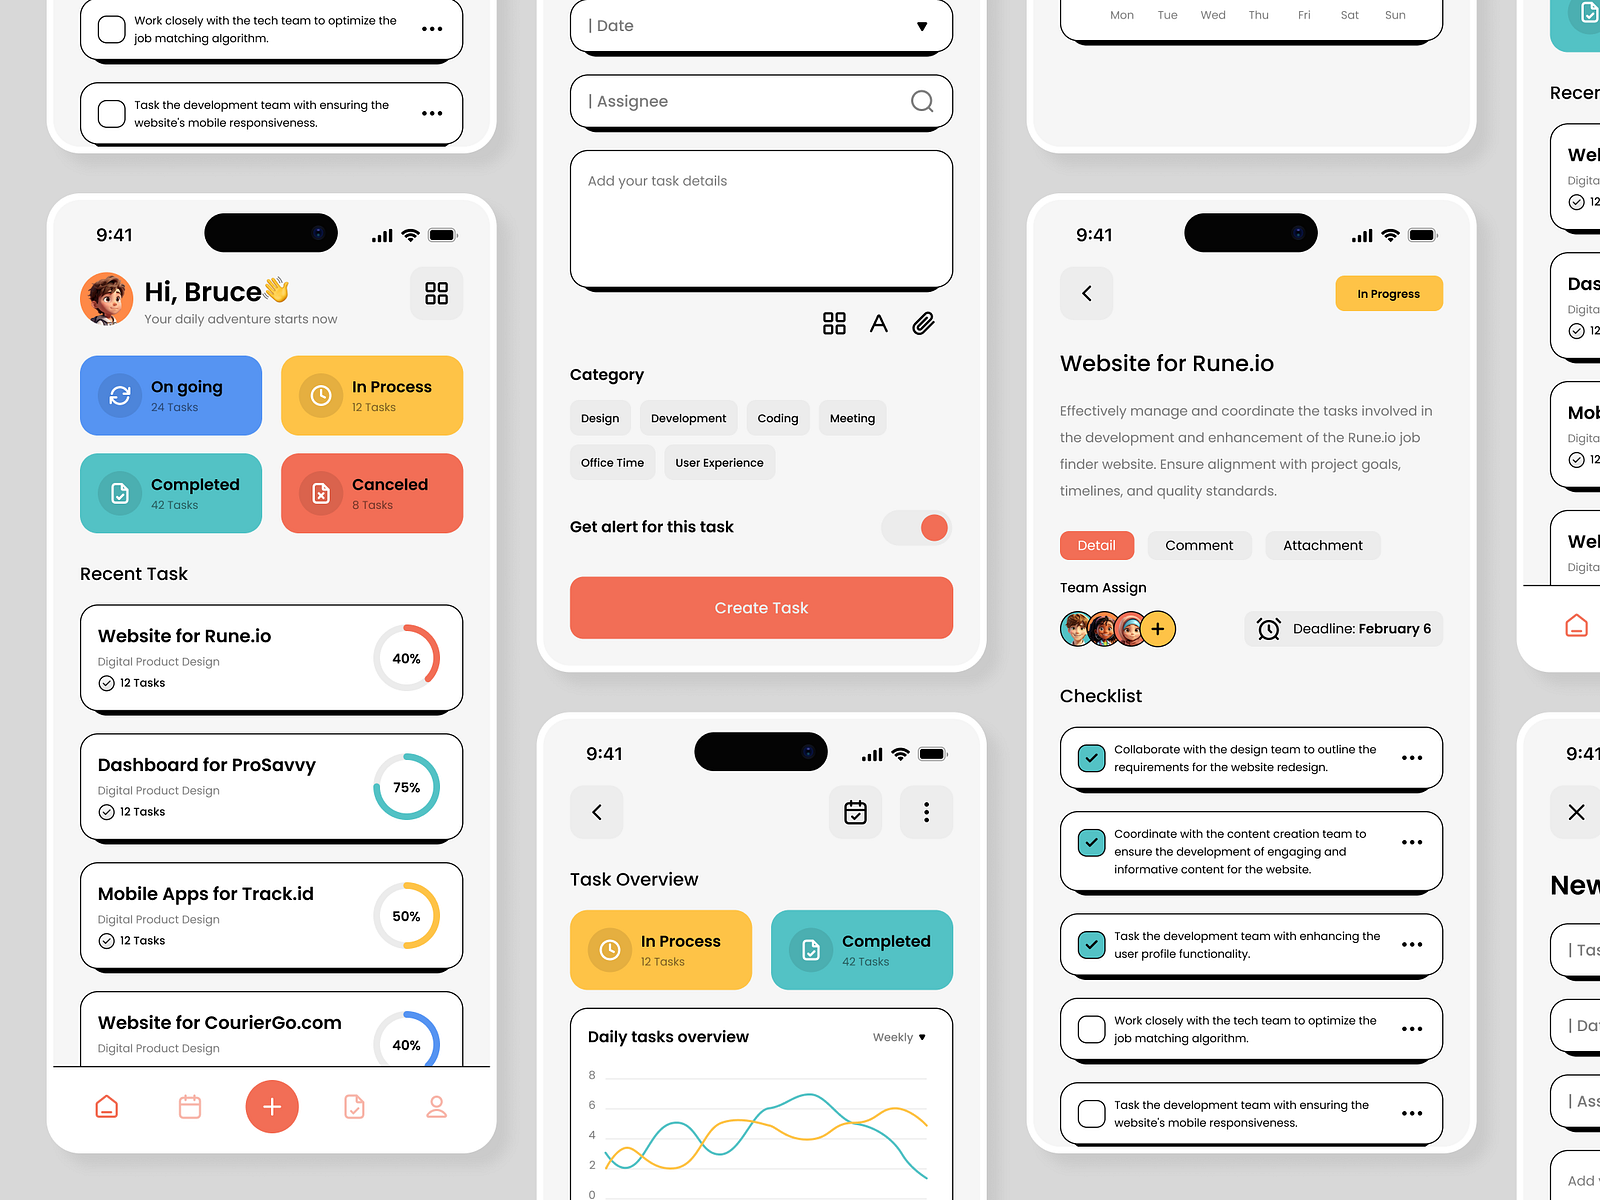 Work closely with the tech team to optimize the
job matching algorithm.
Task the development team with ensuring the
website's mobile responsiveness.
9:41
Hi, Bruce👋
Your daily adventure starts now
On going
24 Tasks
In Process
12 Tasks
Completed
42 Tasks
Canceled
8 Tasks
Recent Task
Website for Rune.io
Digital Product Design
12 Tasks
40%
Dashboard for ProSavvy
Digital Product Design
12 Tasks
75%
Mobile Apps for Track.id
Digital Product Design
12 Tasks
50%
Website for CourierGo.com
Digital Product Design
40%
| Date
| Assignee
Add your task details
Category
Design
Development
Coding
Meeting
Office Time
User Experience
Get alert for this task
Create Task
9:41
Task Overview
In Process
12 Tasks
Completed
42 Tasks
Daily tasks overview
Weekly
8
6
4
2
0
Mon Tue Wed Thu Fri Sat Sun
9:41
In Progress
Website for Rune.io
Effectively manage and coordinate the tasks involved in
the development and enhancement of the Rune.io job
finder website. Ensure alignment with project goals,
timelines, and quality standards.
Detail
Comment
Attachment
Team Assign
Deadline: February 6
Checklist
Collaborate with the design team to outline the
requirements for the website redesign.
Coordinate with the content creation team to
ensure the development of engaging and
informative content for the website.
Task the development team with enhancing the
user profile functionality.
Work closely with the tech team to optimize the
job matching algorithm.
Task the development team with ensuring the
website's mobile responsiveness.
Recen
Wel
Digita
12
Das
Digita
12
Mob
Digita
12
Wel
Digita
9:41
New
| Tas
| Dat
| Ass
Add y